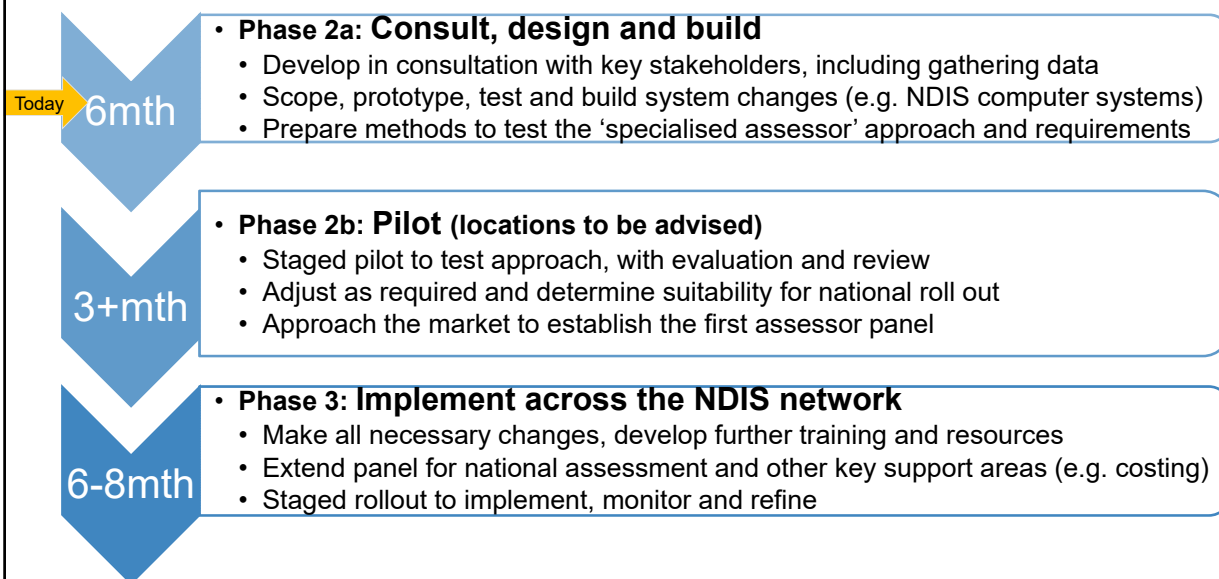 • Phase 2a: Consult, design and build
• Develop in consultation with key stakeholders, including gathering data
Today
6mth
• Scope, prototype, test and build system changes (e.g. NDIS computer systems)
• Prepare methods to test the ‘specialised assessor’ approach and requirements
• Phase 2b: Pilot (locations to be advised)
• Staged pilot to test approach, with evaluation and review
3+mth
• Adjust as required and determine suitability for national roll out
• Approach the market to establish the first assessor panel
• Phase 3: Implement across the NDIS network
• Make all necessary changes, develop further training and resources
6-8mth
• Extend panel for national assessment and other key support areas (e.g. costing)
• Staged rollout to implement, monitor and refine